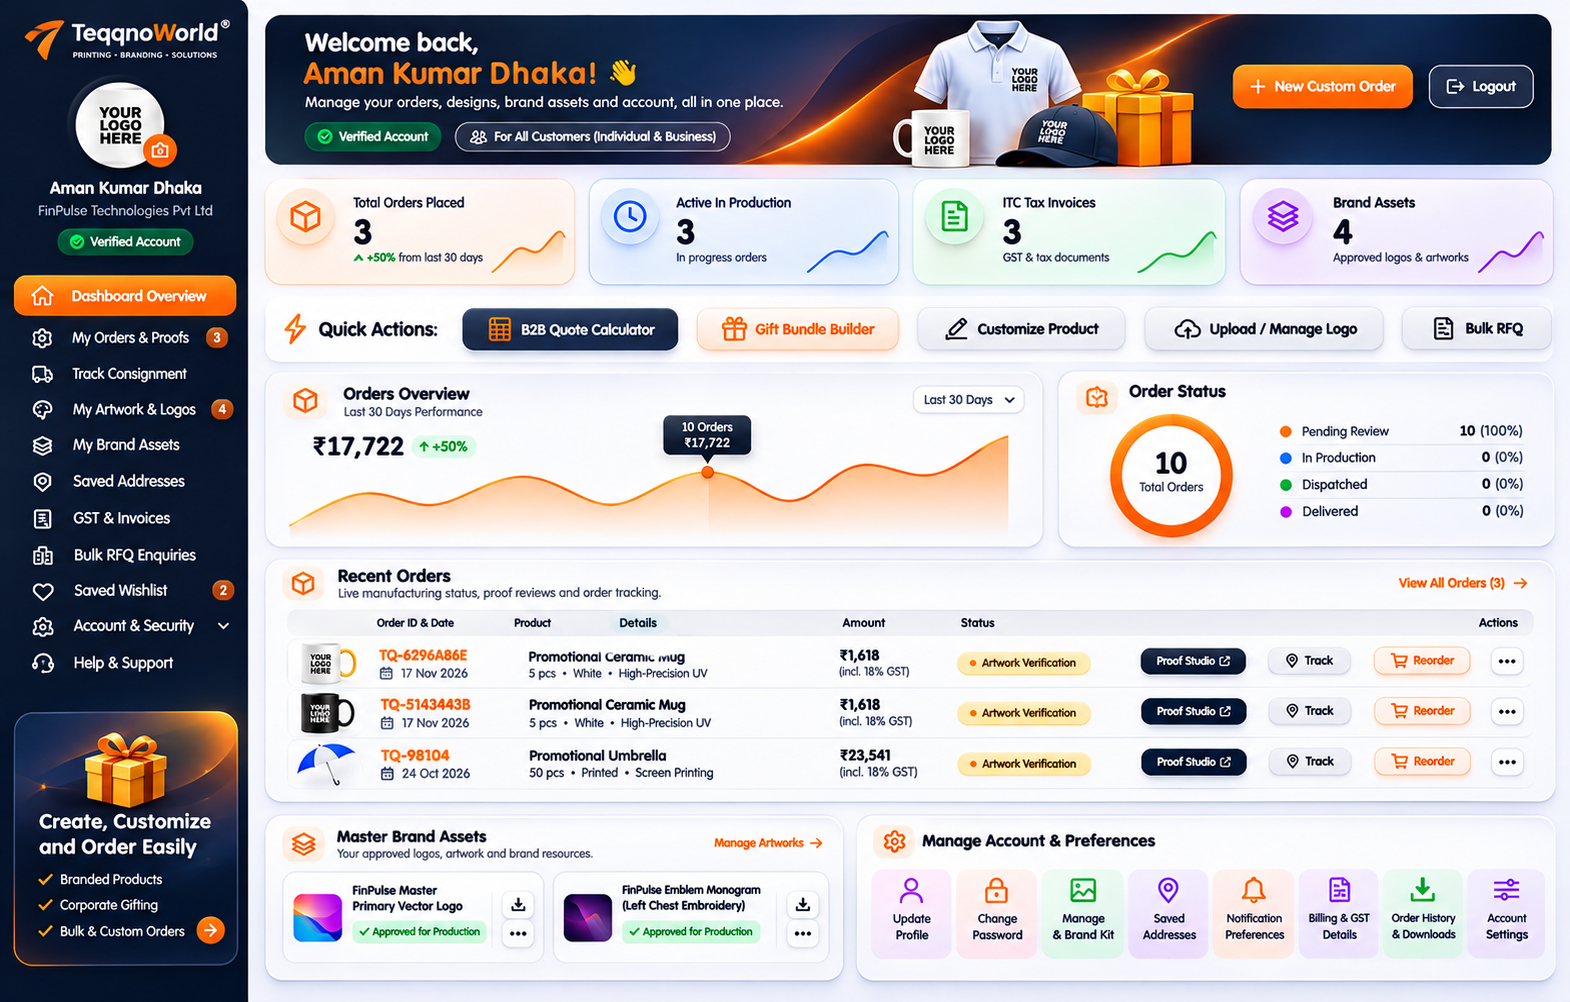 TeqqnoWorld®
PRINTING • BRANDING • SOLUTIONS
YOUR
LOGO
HERE
Aman Kumar Dhaka
FinPulse Technologies Pvt Ltd
Verified Account
Dashboard Overview
My Orders & Proofs 3
Track Consignment
My Artwork & Logos 4
My Brand Assets
Saved Addresses
GST & Invoices
Bulk RFQ Enquiries
Saved Wishlist 2
Account & Security
Help & Support
Create, Customize
and Order Easily
Branded Products
Corporate Gifting
Bulk & Custom Orders
Welcome back,
Aman Kumar Dhaka! 👋
Manage your orders, designs, brand assets and account, all in one place.
Verified Account
For All Customers (Individual & Business)
YOUR
LOGO
HERE
YOUR
LOGO
HERE
YOUR
LOGO
HERE
+ New Custom Order
Logout
Total Orders Placed
3
+50% from last 30 days
Active In Production
3
In progress orders
ITC Tax Invoices
3
GST & tax documents
Brand Assets
4
Approved logos & artworks
Quick Actions:
B2B Quote Calculator
Gift Bundle Builder
Customize Product
Upload / Manage Logo
Bulk RFQ
Orders Overview
Last 30 Days Performance
Last 30 Days
₹17,722 ↑ +50%
10 Orders
₹17,722
Order Status
10
Total Orders
Pending Review 10 (100%)
In Production 0 (0%)
Dispatched 0 (0%)
Delivered 0 (0%)
Recent Orders
Live manufacturing status, proof reviews and order tracking.
View All Orders (3) →
Order ID & Date Product Details Amount Status Actions
YOUR
LOGO
HERE
TQ-6296A86E
17 Nov 2026
Promotional Ceramic Mug
5 pcs • White • High-Precision UV
₹1,618
(incl. 18% GST)
Artwork Verification
Proof Studio
Track
Reorder
•••
YOUR
LOGO
HERE
TQ-5143443B
17 Nov 2026
Promotional Ceramic Mug
5 pcs • White • High-Precision UV
₹1,618
(incl. 18% GST)
Artwork Verification
Proof Studio
Track
Reorder
•••
TQ-98104
24 Oct 2026
Promotional Umbrella
50 pcs • Printed • Screen Printing
₹23,541
(incl. 18% GST)
Artwork Verification
Proof Studio
Track
Reorder
•••
Master Brand Assets
Your approved logos, artwork and brand resources.
Manage Artworks →
FinPulse Master
Primary Vector Logo
✓ Approved for Production
•••
FinPulse Emblem Monogram
(Left Chest Embroidery)
✓ Approved for Production
•••
Manage Account & Preferences
Update
Profile
Change
Password
Manage
& Brand Kit
Saved
Addresses
Notification
Preferences
Billing & GST
Details
Order History
& Downloads
Account
Settings